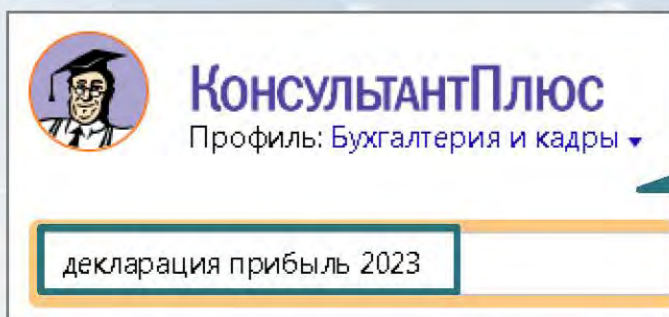 КонсультантПлюс
Профиль: Бухгалтерия и кадры
декларация прибыль 2023